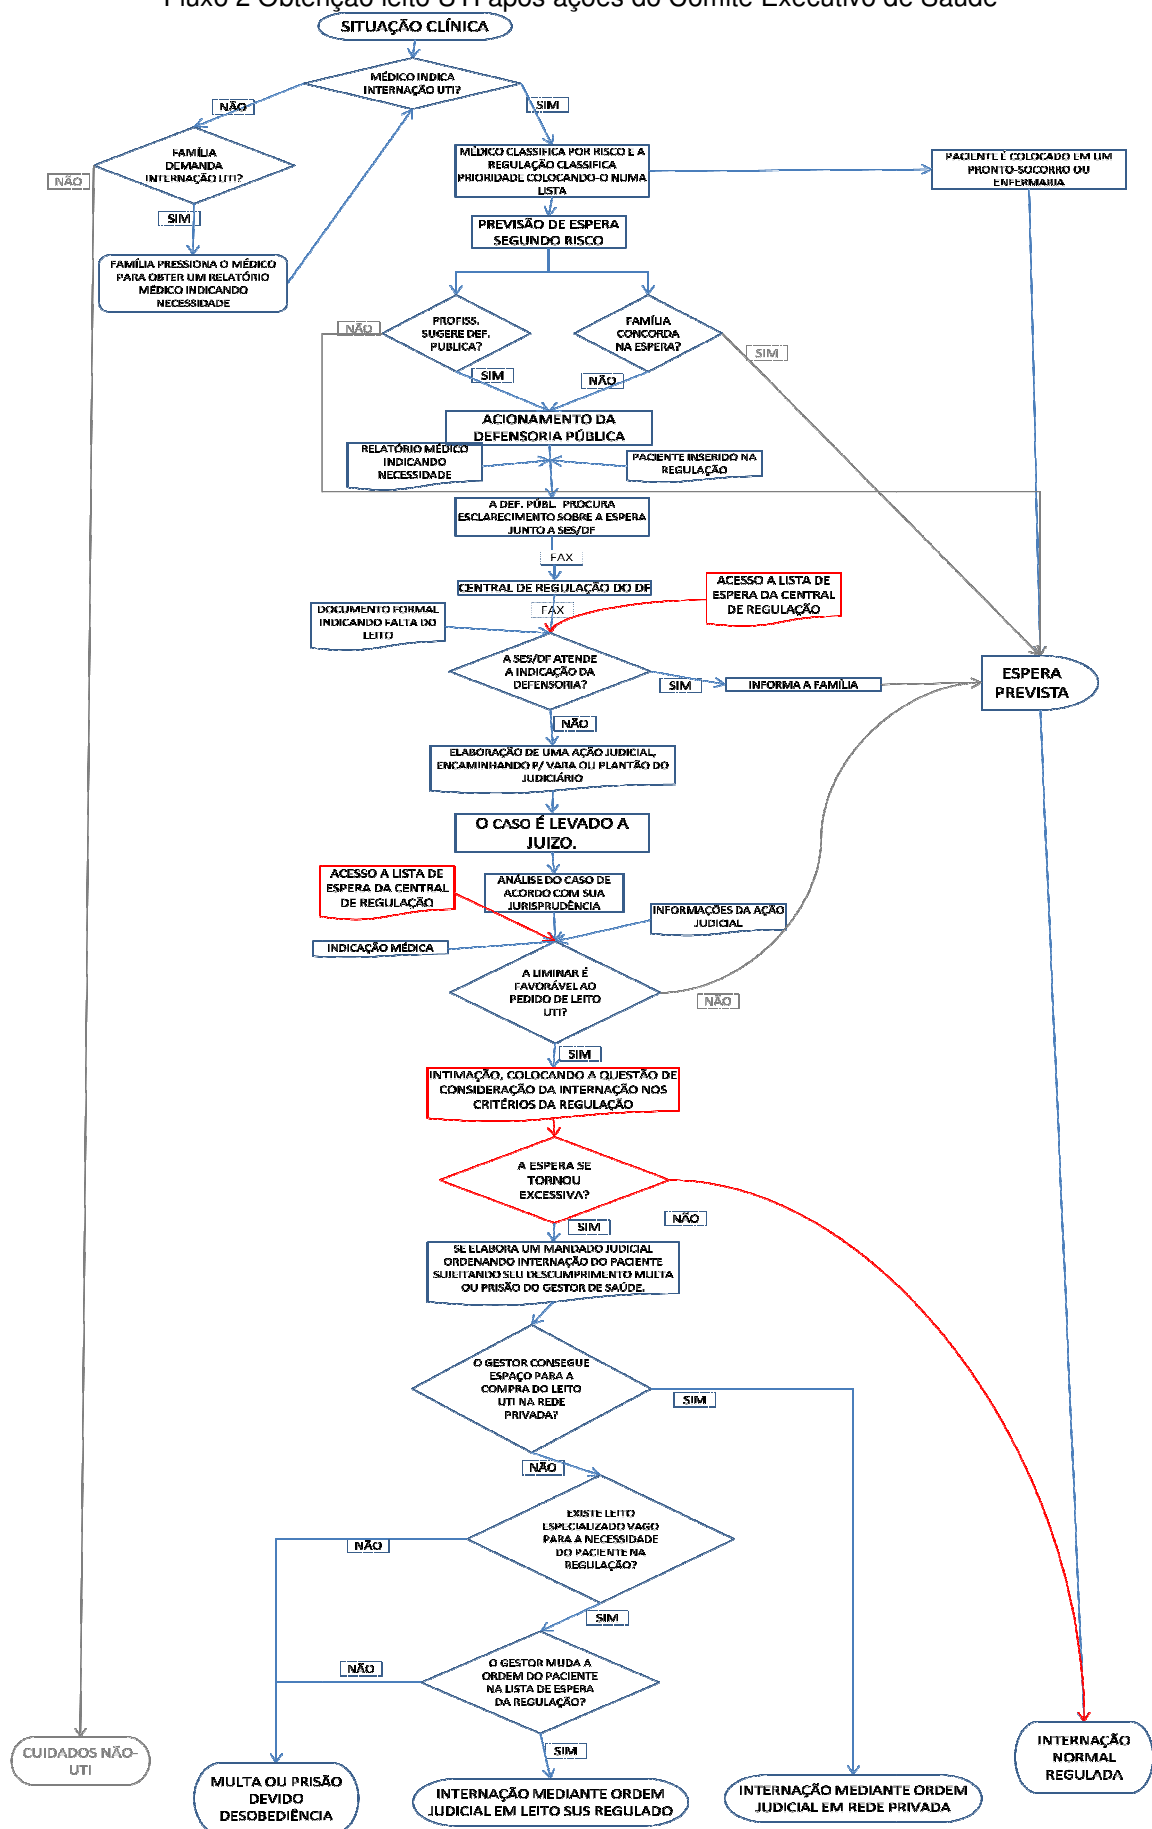 Fluxo 2 Obtenção leito UTI após ações do Comitê Executivo de Saúde
SITUAÇÃO CLÍNICA
MÉDICO INDICA
INTERNAÇÃO UTI?
NÃO
SIM
FAMÍLIA
DEMANDA
INTERNAÇÃO UTI?
NÃO
SIM
FAMÍLIA PRESSIONA O MÉDICO
PARA OBTER UM RELATÓRIO
MÉDICO INDICANDO
NECESSIDADE
MÉDICO CLASSIFICA POR RISCO E A
REGULAÇÃO CLASSIFICA
PRIORIDADE COLOCANDO-O NUMA
LISTA
PACIENTE É COLOCADO EM UM
PRONTO-SOCORRO OU
ENFERMARIA
PREVISÃO DE ESPERA
SEGUNDO RISCO
PROFISS.
SUGERE DEF.
PUBLICA?
NÃO
SIM
FAMÍLIA
CONCORDA
NA ESPERA?
NÃO
SIM
ACIONAMENTO DA
DEFENSORIA PÚBLICA
RELATÓRIO MÉDICO
INDICANDO
NECESSIDADE
PACIENTE INSERIDO NA
REGULAÇÃO
A DEF. PÚBL. PROCURA
ESCLARECIMENTO SOBRE A ESPERA
JUNTO A SES/DF
FAX
CENTRAL DE REGULAÇÃO DO DF
FAX
ACESSO A LISTA DE
ESPERA DA CENTRAL
DE REGULAÇÃO
DOCUMENTO FORMAL
INDICANDO FALTA DO
LEITO
A SES/DF ATENDE
A INDICAÇÃO DA
DEFENSORIA?
SIM
INFORMA A FAMÍLIA
ESPERA
PREVISTA
NÃO
ELABORAÇÃO DE UMA AÇÃO JUDICIAL,
ENCAMINHANDO P/ VARA OU PLANTÃO DO
JUDICIÁRIO
O CASO É LEVADO A
JUIZO.
ACESSO A LISTA DE
ESPERA DA CENTRAL
DE REGULAÇÃO
ANÁLISE DO CASO DE
ACORDO COM SUA
JURISPRUDÊNCIA
INFORMAÇÕES DA AÇÃO
JUDICIAL
INDICAÇÃO MÉDICA
A LIMINAR É
FAVORÁVEL AO
PEDIDO DE LEITO
UTI?
NÃO
SIM
INTIMAÇÃO, COLOCANDO A QUESTÃO DE
CONSIDERAÇÃO DA INTERNAÇÃO NOS
CRITÉRIOS DA REGULAÇÃO
A ESPERA SE
TORNOU
EXCESSIVA?
NÃO
SIM
SE ELABORA UM MANDADO JUDICIAL
ORDENANDO INTERNAÇÃO DO PACIENTE
SUJEITANDO SEU DESCUMPRIMENTO MULTA
OU PRISÃO DO GESTOR DE SAÚDE.
O GESTOR CONSEGUE
ESPAÇO PARA A
COMPRA DO LEITO
UTI NA REDE
PRIVADA?
SIM
NÃO
EXISTE LEITO
ESPECIALIZADO VAGO
PARA A NECESSIDADE
DO PACIENTE NA
REGULAÇÃO?
NÃO
SIM
O GESTOR MUDA A
ORDEM DO PACIENTE
NA LISTA DE ESPERA
DA REGULAÇÃO?
NÃO
SIM
CUIDADOS NÃO-
UTI
MULTA OU PRISÃO
DEVIDO
DESOBEDIÊNCIA
INTERNAÇÃO MEDIANTE ORDEM
JUDICIAL EM LEITO SUS REGULADO
INTERNAÇÃO MEDIANTE ORDEM
JUDICIAL EM REDE PRIVADA
INTERNAÇÃO
NORMAL
REGULADA